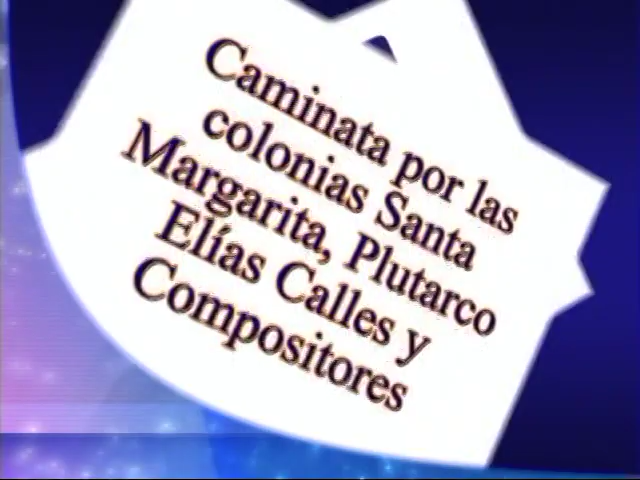 Caminata por las
colonias Santa
Margarita, Plutarco
Elías Calles y
Compositores